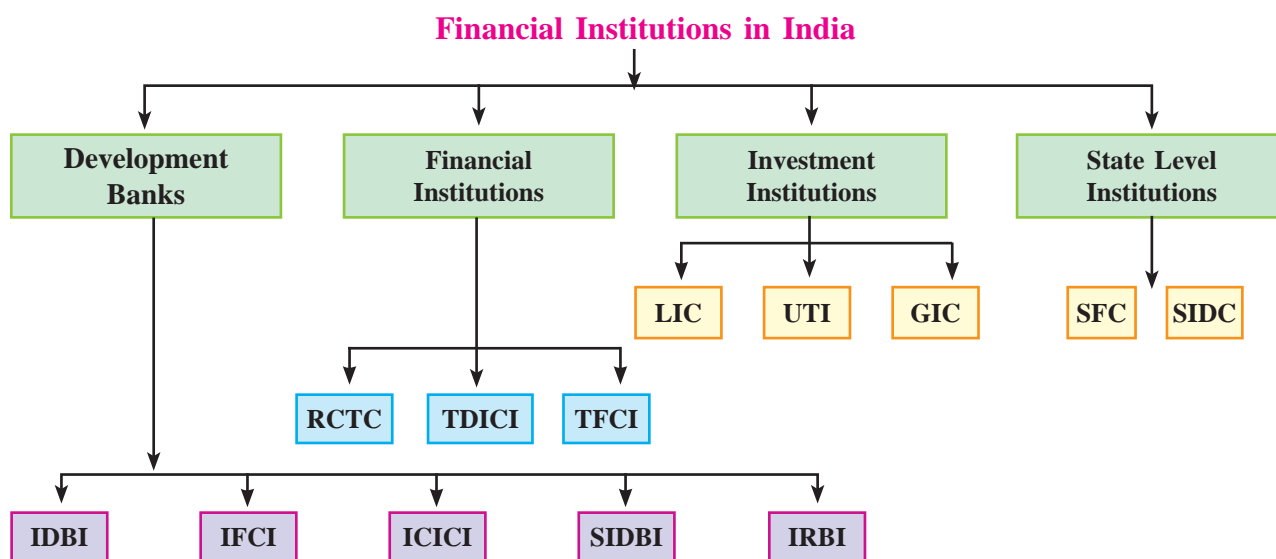 Financial Institutions in India
Development
Banks
Financial
Institutions
Investment
Institutions
State Level
Institutions
LIC
UTI
GIC
SFC
SIDC
RCTC
TDICI
TFCI
IDBI
IFCI
ICICI
SIDBI
IRBI